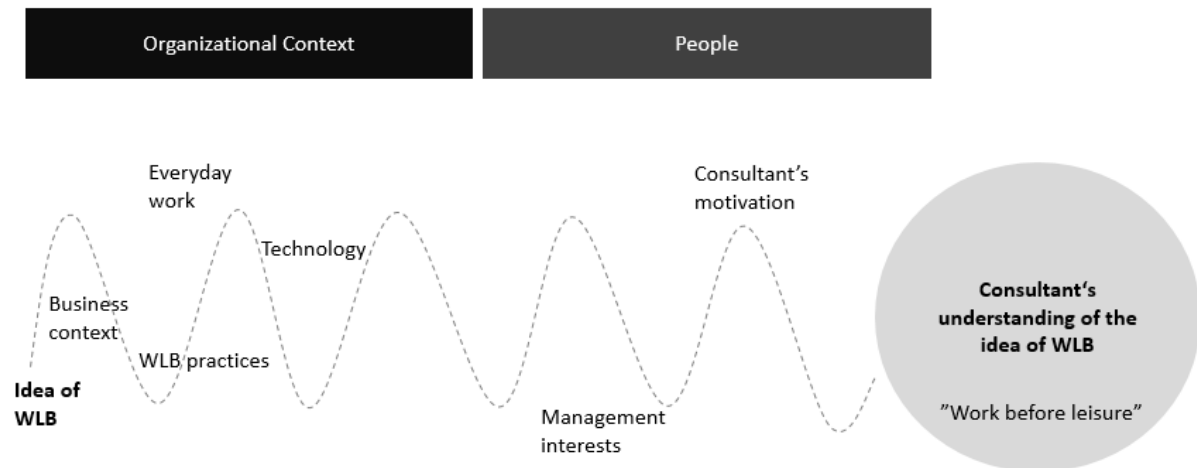 Organizational Context
People
Everyday
work
Consultant’s
motivation
Technology
Business
context
WLB practices
Idea of
WLB
Management
interests
Consultant‘s
understanding of the
idea of WLB
”Work before leisure”